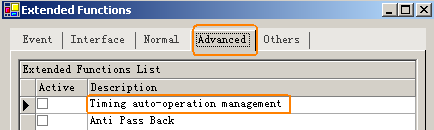 Extended Functions
Event Interface Normal Advanced Others
Extended Functions List
Active Description
Timing auto-operation management
Anti Pass Back